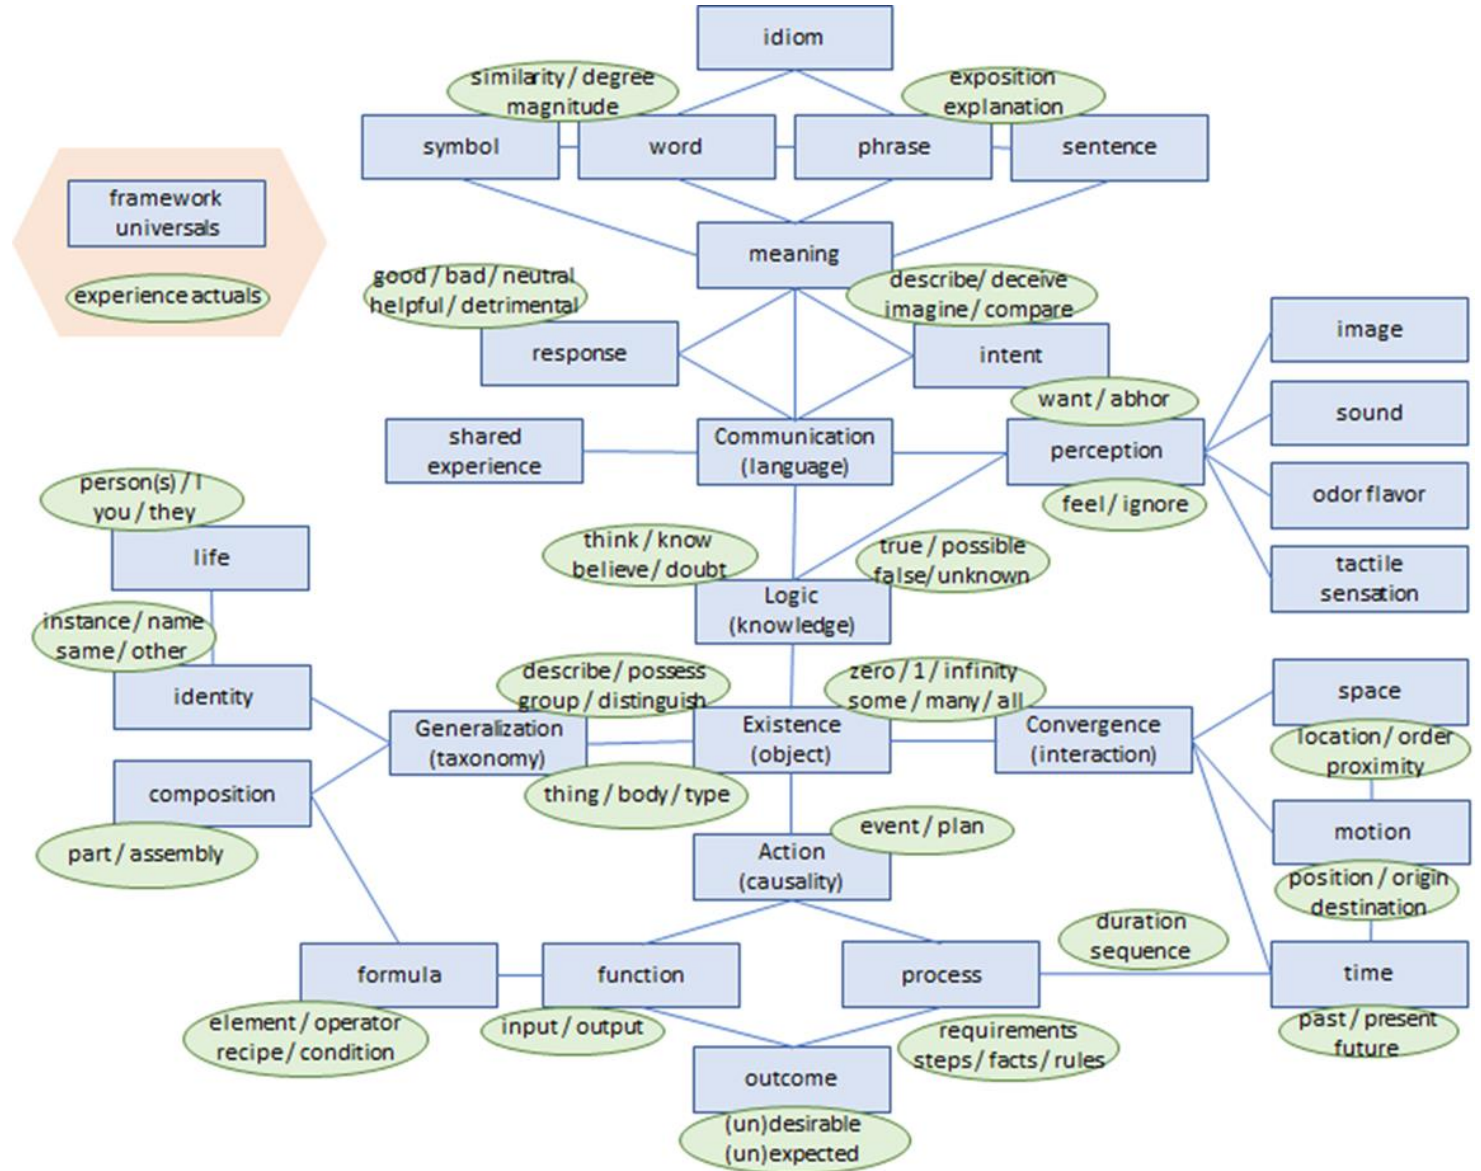 idiom
similarity / degree
magnitude
exposition
explanation
symbol
word
phrase
sentence
framework
universals
experience actuals
meaning
good / bad / neutral
helpful / detrimental
describe/ deceive
imagine / compare
response
intent
image
want / abhor
sound
shared
experience
Communication
(language)
perception
feel / ignore
odor flavor
person(s) / I
you / they
life
think / know
believe / doubt
true / possible
false/ unknown
tactile
sensation
Logic
(knowledge)
instance / name
same / other
identity
describe / possess
group / distinguish
zero / 1 / infinity
some / many / all
space
Generalization
(taxonomy)
Existence
(object)
Convergence
(interaction)
location / order
proximity
composition
thing / body / type
event / plan
motion
part / assembly
Action
(causality)
position / origin
destination
duration
sequence
formula
function
process
time
element / operator
recipe / condition
input / output
requirements
steps / facts / rules
past / present
future
outcome
(un)desirable
(un)expected